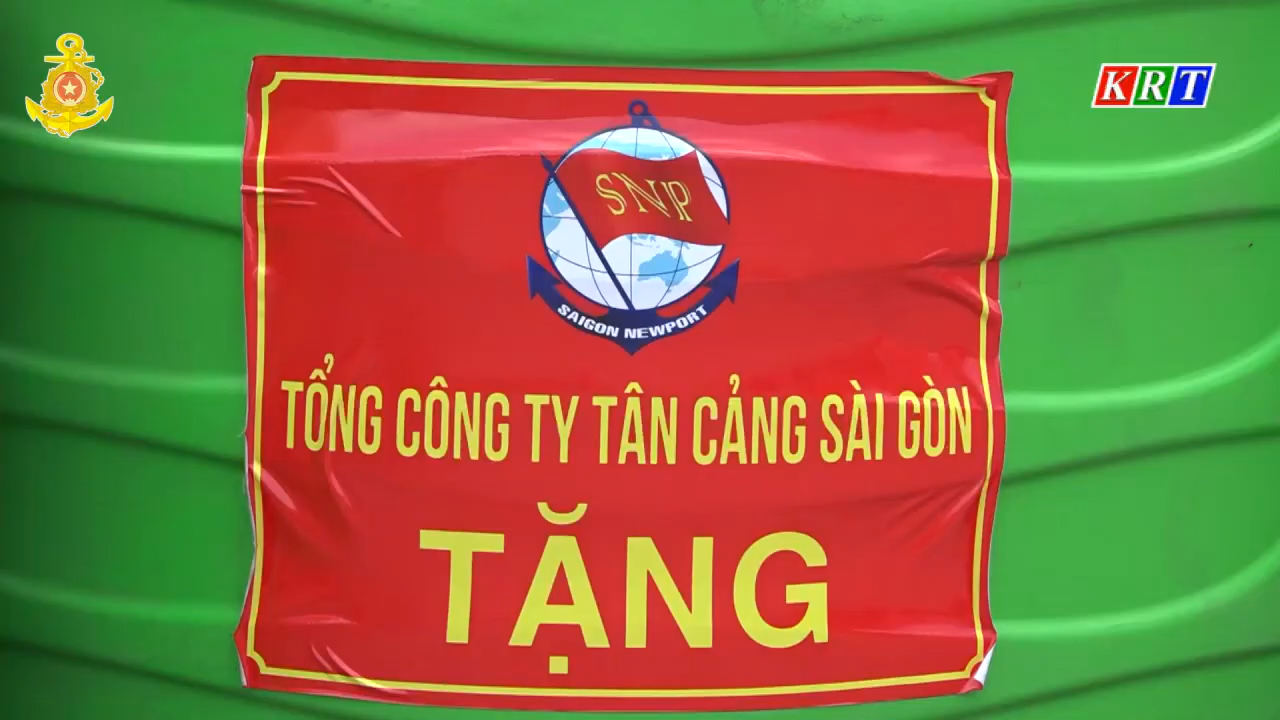 KRT
SNP
SAIGON NEWPORT
TỔNG CÔNG TY TÂN CẢNG SÀI GÒN
TẶNG